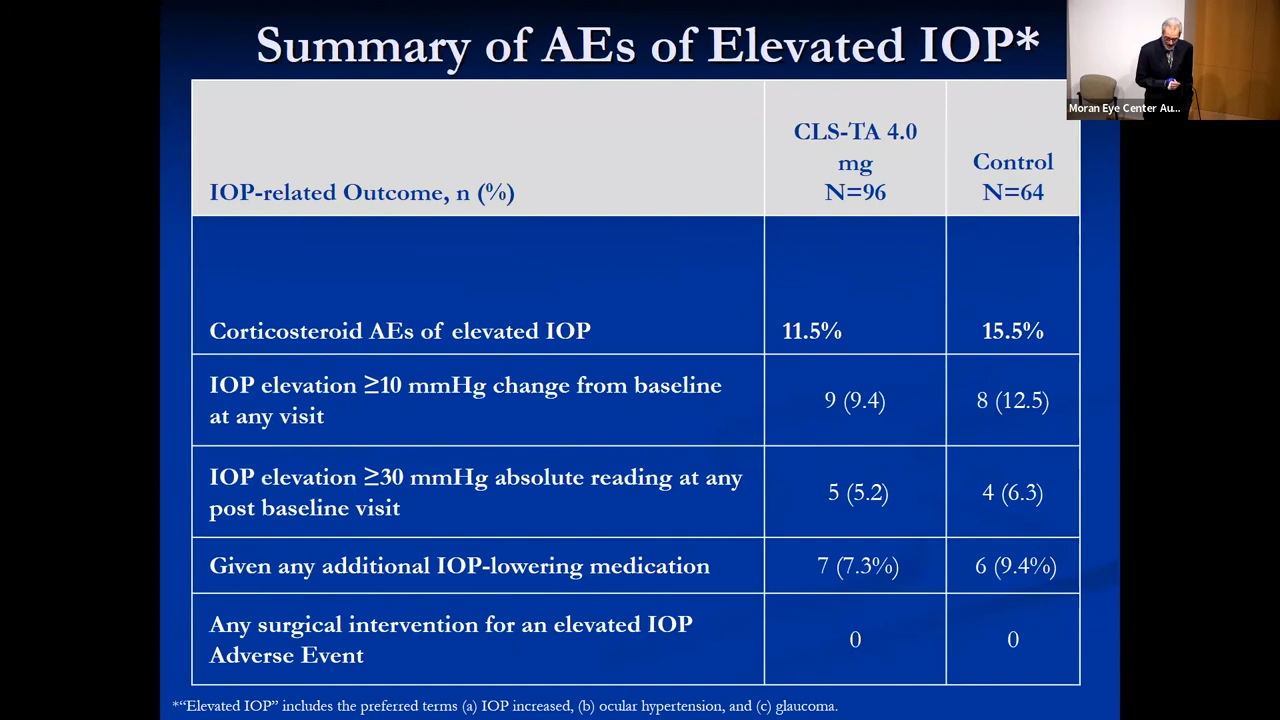 Summary of AEs of Elevated IOP*
Moran Eye Center Au...
IOP-related Outcome, n (%)
CLS-TA 4.0
mg
N=96
Control
N=64
Corticosteroid AEs of elevated IOP
11.5%
15.5%
IOP elevation ≥10 mmHg change from baseline
at any visit
9 (9.4)
8 (12.5)
IOP elevation ≥30 mmHg absolute reading at any
post baseline visit
5 (5.2)
4 (6.3)
Given any additional IOP-lowering medication
7 (7.3%)
6 (9.4%)
Any surgical intervention for an elevated IOP
Adverse Event
0
0
*“Elevated IOP” includes the preferred terms (a) IOP increased, (b) ocular hypertension, and (c) glaucoma.